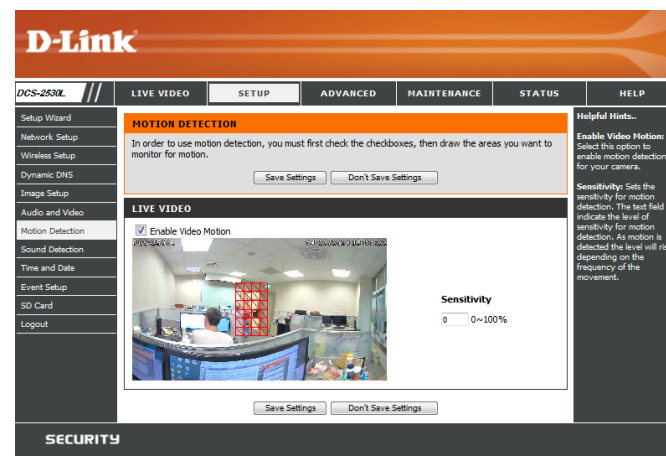 D-Link
DCS-2530L
LIVE VIDEO
SETUP
ADVANCED
MAINTENANCE
STATUS
HELP
Setup Wizard
Network Setup
Wireless Setup
Dynamic DNS
Image Setup
Audio and Video
Motion Detection
Sound Detection
Time and Date
Event Setup
SD Card
Logout
MOTION DETECTION
In order to use motion detection, you must first check the checkboxes, then draw the areas you want to
monitor for motion.
Save Settings
Don't Save Settings
LIVE VIDEO
Enable Video Motion
Sensitivity
0 0~100%
Save Settings
Don't Save Settings
Helpful Hints..
Enable Video Motion:
Select this option to
enable motion detection
for your camera.
Sensitivity: Sets the
sensitivity for motion
detection. The text field
indicate the level of
sensitivity for motion
detection. As motion is
detected the level will ris
depending on the
frequency of the
movement.
SECURITY